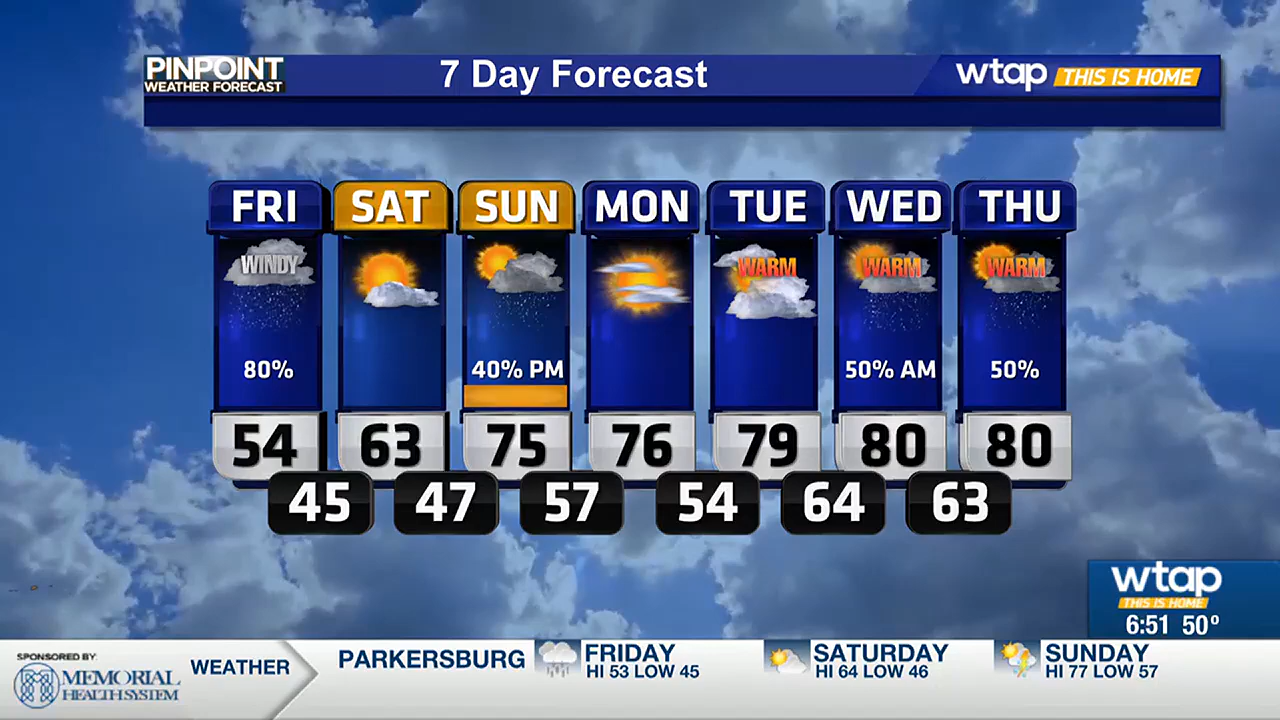 PINPOINT
WEATHER FORECAST
7 Day Forecast
wtap THIS IS HOME
FRI SAT SUN MON TUE WED THU
WINDY WARM WARM WARM
80% 40% PM 50% AM 50%
54 63 75 76 79 80 80
45 47 57 54 64 63
wtap
THIS IS HOME
6:51 50°
SPONSORED BY:
MEMORIAL
HEALTH SYSTEM
WEATHER
PARKERSBURG
FRIDAY
HI 53 LOW 45
SATURDAY
HI 64 LOW 46
SUNDAY
HI 77 LOW 57